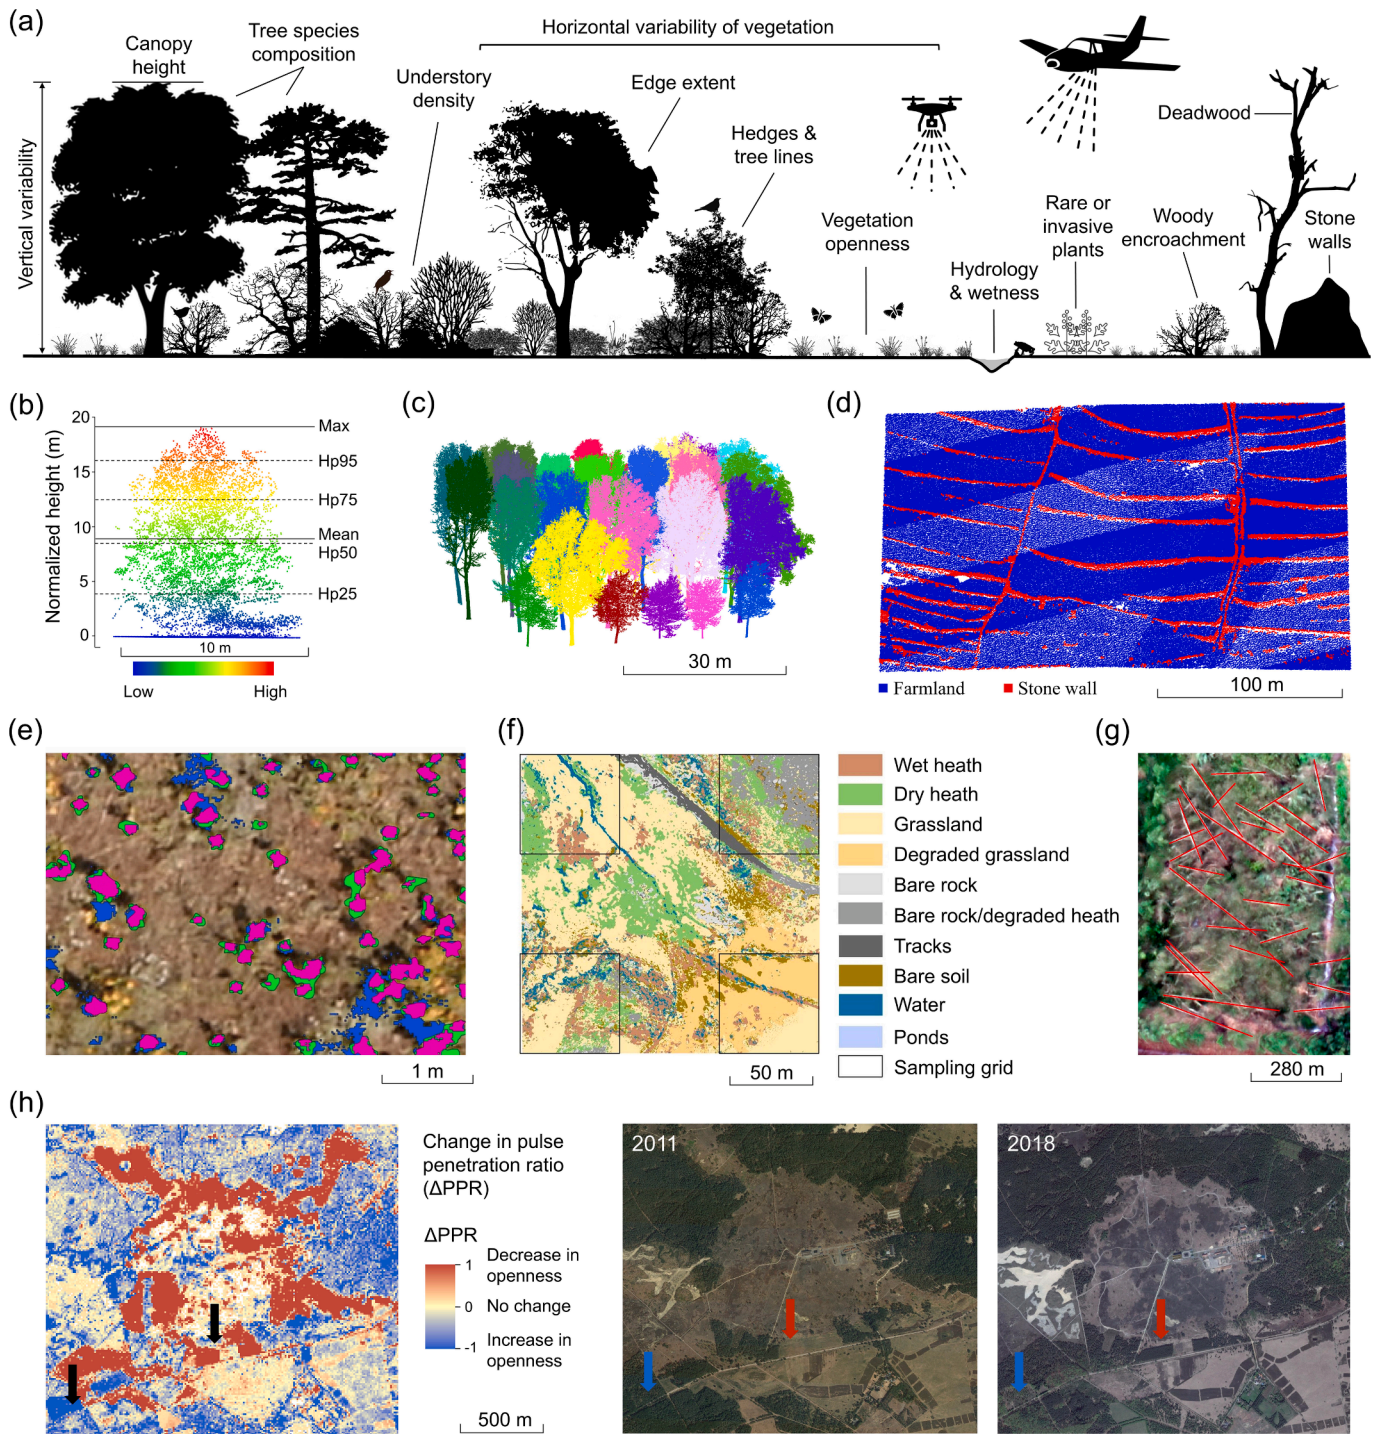 (a)
Horizontal variability of vegetation
Canopy
height
Tree species
composition
Understory
density
Edge extent
Hedges &
tree lines
Vegetation
openness
Hydrology
& wetness
Rare or
invasive
plants
Woody
encroachment
Deadwood
Stone
walls
Vertical variability
(b)
Normalized height (m)
20
15
10
5
0
Max
Hp95
Hp75
Mean
Hp50
Hp25
10 m
Low
High
(c)
30 m
(d)
Farmland
Stone wall
100 m
(e)
1 m
(f)
50 m
Wet heath
Dry heath
Grassland
Degraded grassland
Bare rock
Bare rock/degraded heath
Tracks
Bare soil
Water
Ponds
Sampling grid
(g)
280 m
(h)
Change in pulse
penetration ratio
(ΔPPR)
ΔPPR
1
0
-1
Decrease in
openness
No change
Increase in
openness
500 m
2011
2018